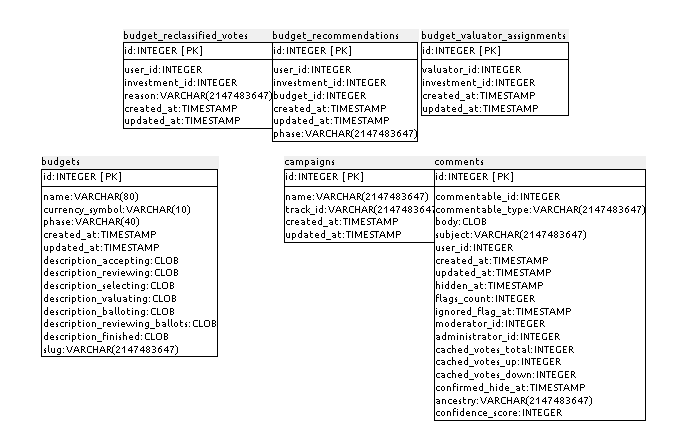 budget_reclassified_votes
id:INTEGER [PK]
user_id:INTEGER
investment_id:INTEGER
reason:VARCHAR(2147483647)
created_at:TIMESTAMP
updated_at:TIMESTAMP
budget_recommendations
id:INTEGER [PK]
user_id:INTEGER
investment_id:INTEGER
budget_id:INTEGER
created_at:TIMESTAMP
updated_at:TIMESTAMP
phase:VARCHAR(2147483647)
budget_valuator_assignments
id:INTEGER [PK]
valuator_id:INTEGER
investment_id:INTEGER
created_at:TIMESTAMP
updated_at:TIMESTAMP
budgets
id:INTEGER [PK]
name:VARCHAR(80)
currency_symbol:VARCHAR(10)
phase:VARCHAR(40)
created_at:TIMESTAMP
updated_at:TIMESTAMP
description_accepting:CLOB
description_reviewing:CLOB
description_selecting:CLOB
description_valuating:CLOB
description_balloting:CLOB
description_reviewing_ballots:CLOB
description_finished:CLOB
slug:VARCHAR(2147483647)
campaigns
id:INTEGER [PK]
name:VARCHAR(2147483647)
track_id:VARCHAR(2147483647
created_at:TIMESTAMP
updated_at:TIMESTAMP
comments
id:INTEGER [PK]
commentable_id:INTEGER
commentable_type:VARCHAR(2147483647)
body:CLOB
subject:VARCHAR(2147483647)
user_id:INTEGER
created_at:TIMESTAMP
updated_at:TIMESTAMP
hidden_at:TIMESTAMP
flags_count:INTEGER
ignored_flag_at:TIMESTAMP
moderator_id:INTEGER
administrator_id:INTEGER
cached_votes_total:INTEGER
cached_votes_up:INTEGER
cached_votes_down:INTEGER
confirmed_hide_at:TIMESTAMP
ancestry:VARCHAR(2147483647)
confidence_score:INTEGER